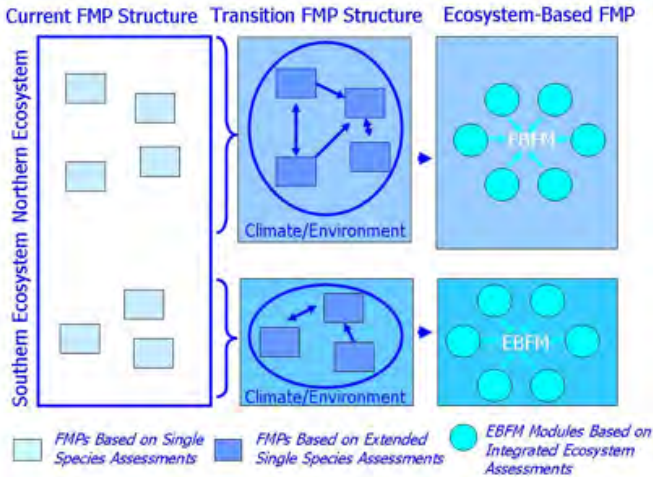 Current FMP Structure
Transition FMP Structure
Ecosystem-Based FMP
Northern Ecosystem
Southern Ecosystem
Climate/Environment
EBFM
Climate/Environment
EBFM
FMPs Based on Single
Species Assessments
FMPs Based on Extended
Single Species Assessments
EBFM Modules Based on
Integrated Ecosystem
Assessments